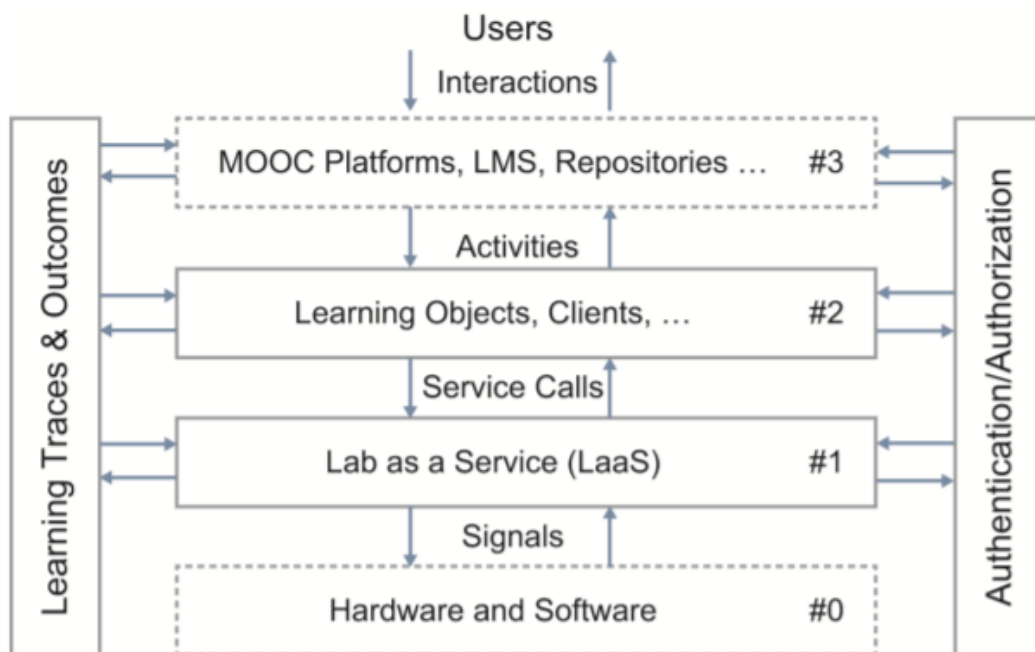 Users
Interactions
MOOC Platforms, LMS, Repositories ... #3
Activities
Learning Objects, Clients, ... #2
Service Calls
Lab as a Service (LaaS) #1
Signals
Hardware and Software #0
Learning Traces & Outcomes
Authentication/Authorization